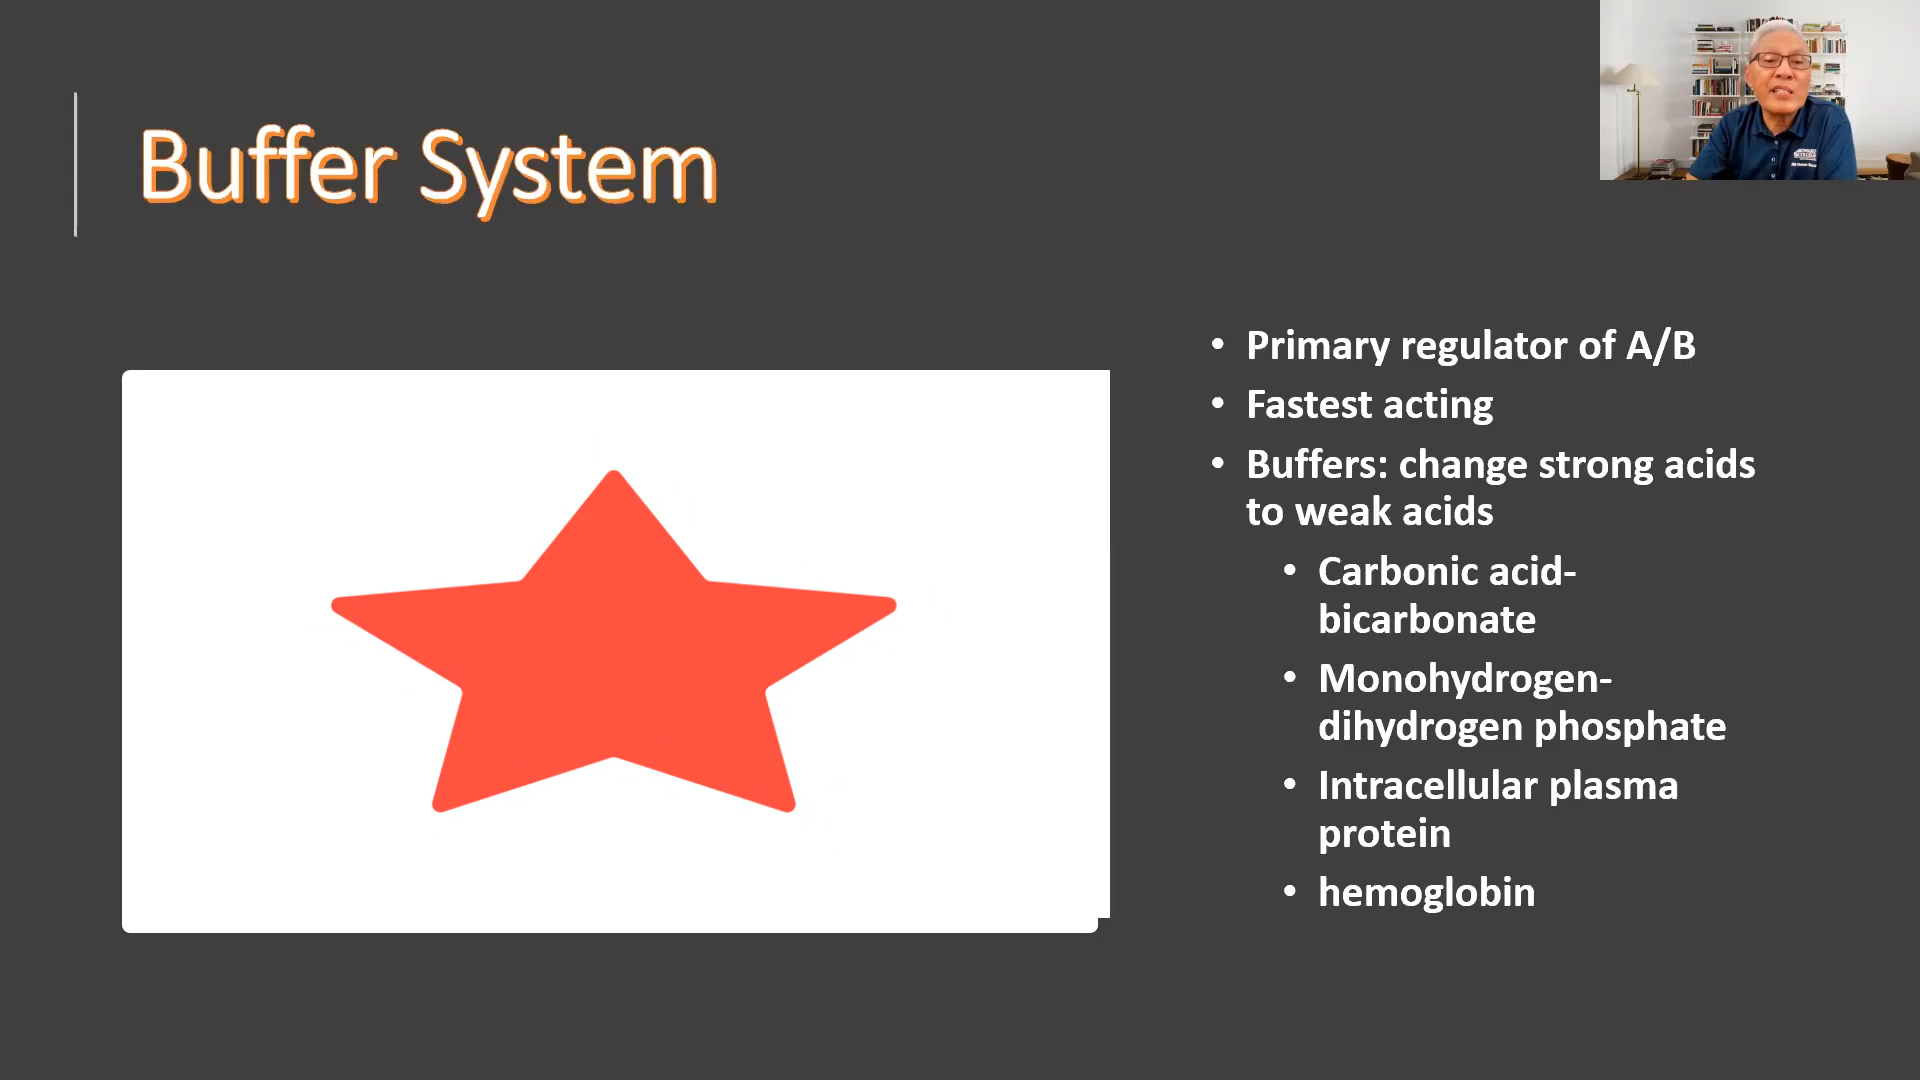 Buffer System
• Primary regulator of A/B
• Fastest acting
• Buffers: change strong acids
to weak acids
• Carbonic acid-
bicarbonate
• Monohydrogen-
dihydrogen phosphate
• Intracellular plasma
protein
• hemoglobin